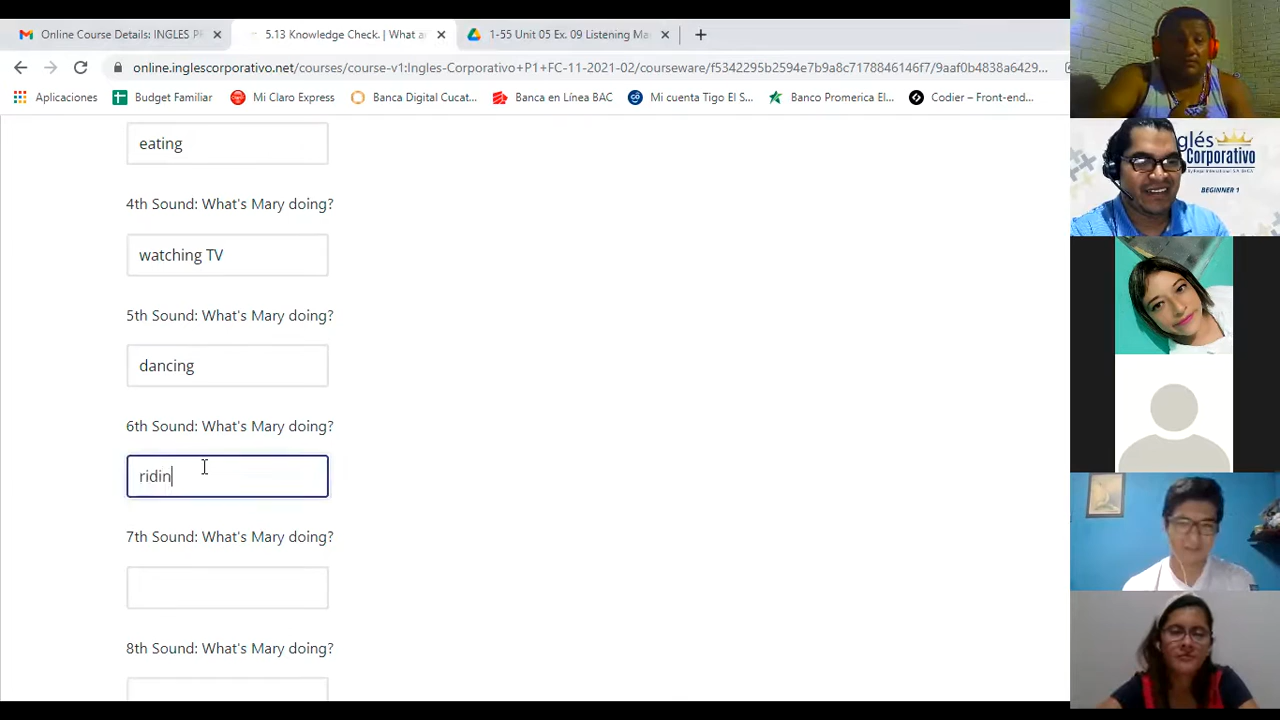 Online Course Details: INGLES P
5.13 Knowledge Check. | What a
1-55 Unit 05 Ex. 09 Listening Ma
online.inglescorporativo.net/courses/course-v1:Ingles-Corporativo+P1+FC-11-2021-02/courseware/f5342295b2594e7b9a8c7178846146f7/9aaf0b4838a6429...
Aplicaciones
Budget Familiar
Mi Claro Express
Banca Digital Cucat...
Banca en Línea BAC
Mi cuenta Tigo El S...
Banco Promerica El...
Codier – Front-end...
eating
4th Sound: What's Mary doing?
watching TV
5th Sound: What's Mary doing?
dancing
6th Sound: What's Mary doing?
ridin
7th Sound: What's Mary doing?
8th Sound: What's Mary doing?
glés
Corporativo
BEGINNER 1